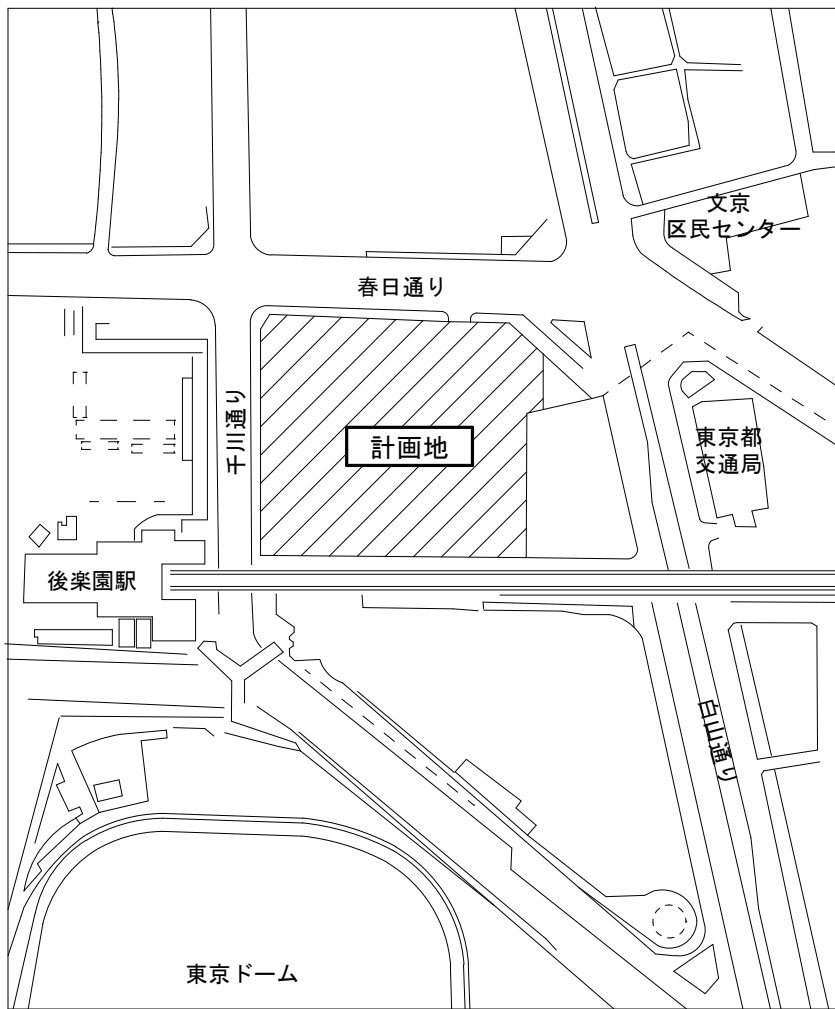 文京
区民センター
春日通り
千川通り
計画地
東京都
交通局
後楽園駅
白山通り
東京ドーム